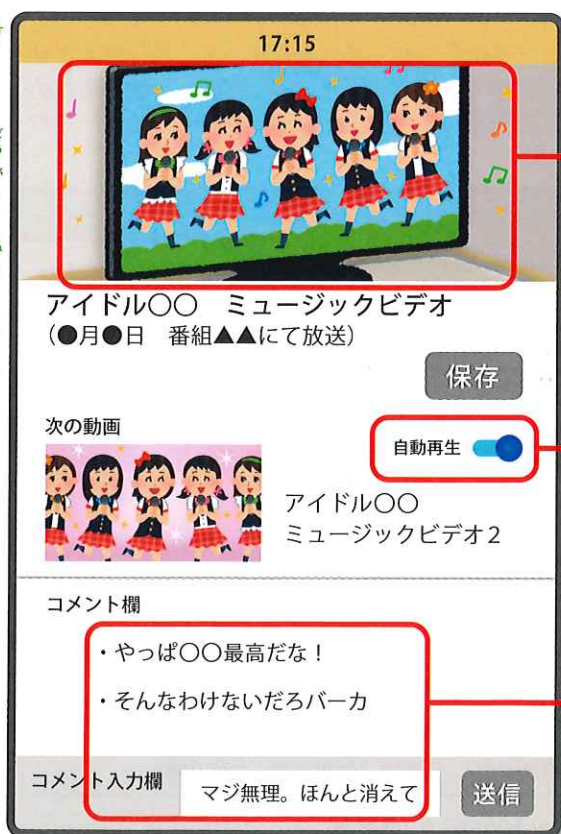 17:15
アイドル〇〇　ミュージックビデオ
（●月●日　番組▲▲にて放送）
保存
次の動画
自動再生
アイドル〇〇
ミュージックビデオ２
コメント欄
・やっぱ〇〇最高だな！
・そんなわけないだろバーカ
コメント入力欄
マジ無理。ほんと消えて
送信